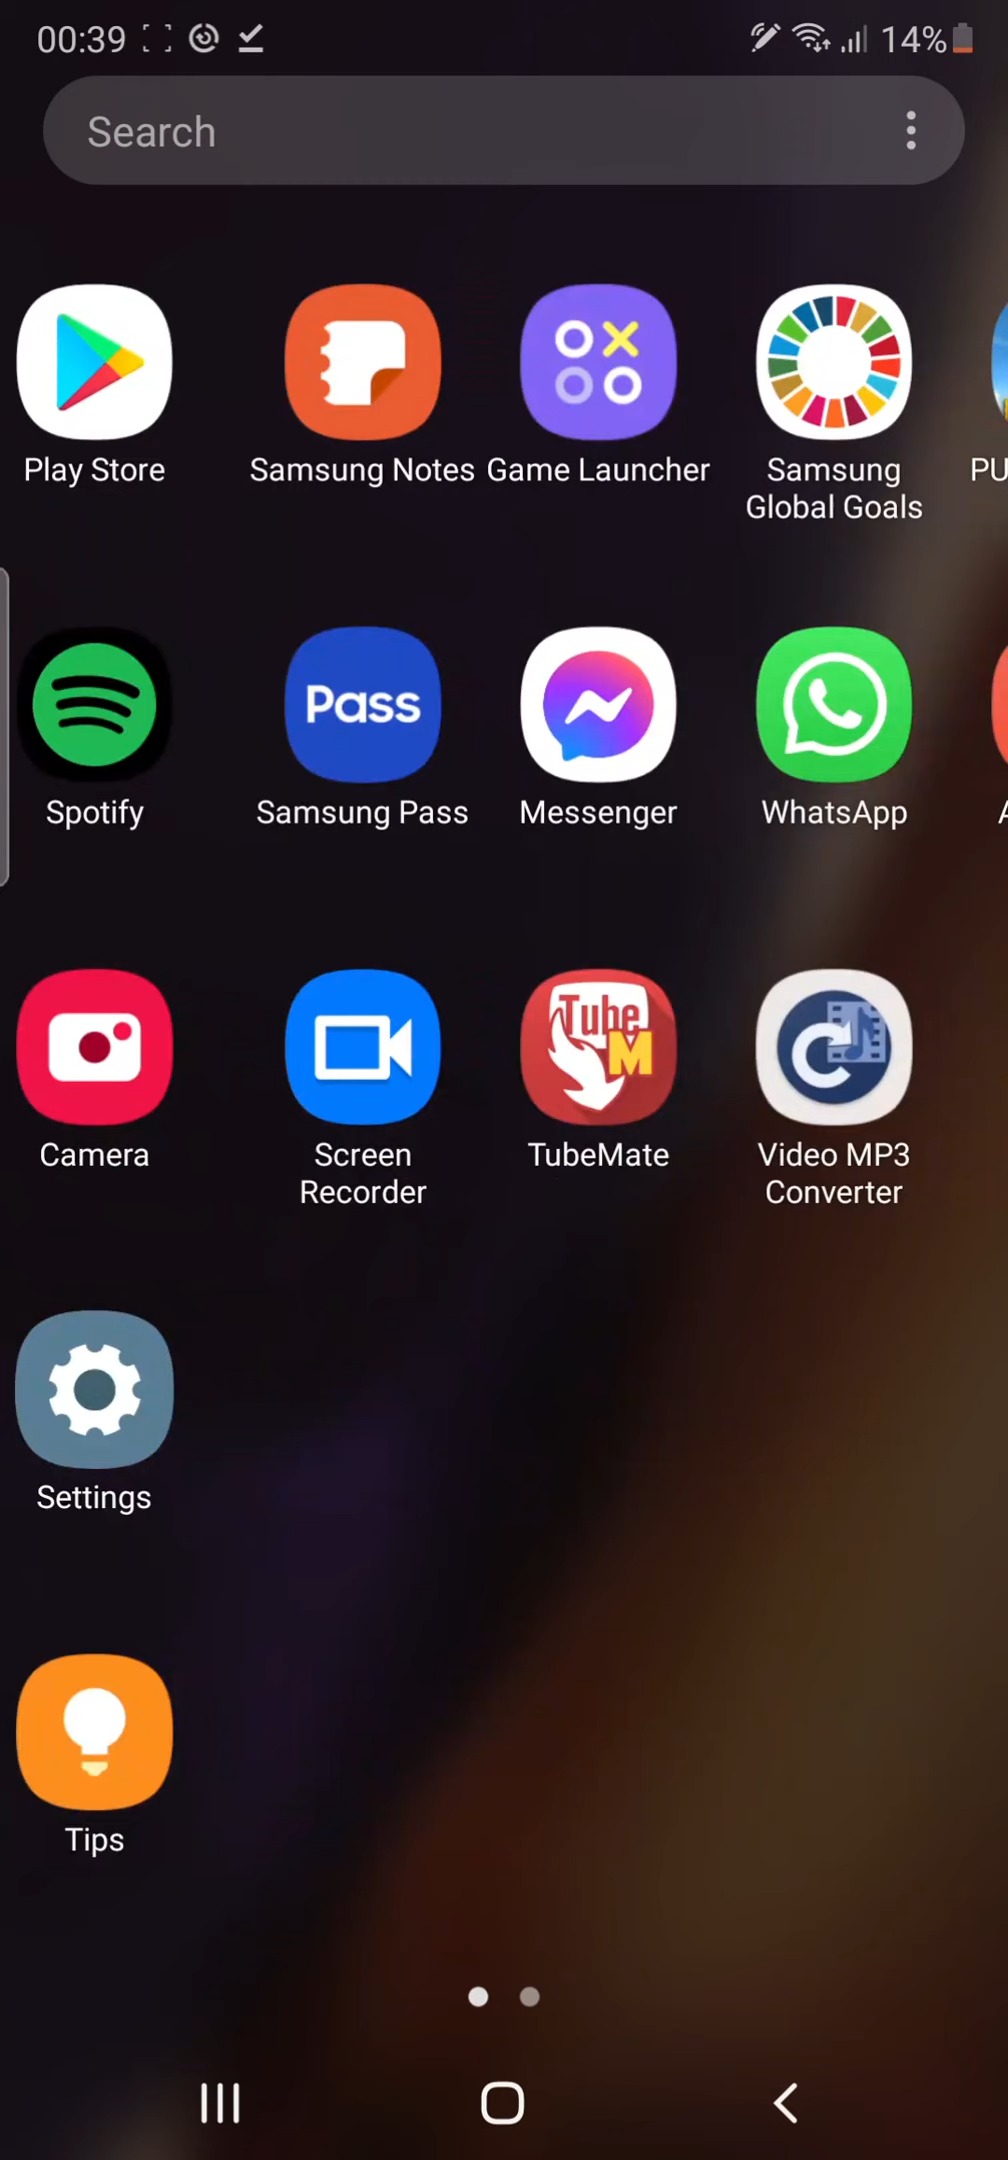 00:39
14%
Search
Play Store
Samsung Notes
Game Launcher
Samsung
Global Goals
PU
Spotify
Pass
Samsung Pass
Messenger
WhatsApp
A
Camera
Screen
Recorder
Tube
M
TubeMate
Video MP3
Converter
Settings
Tips